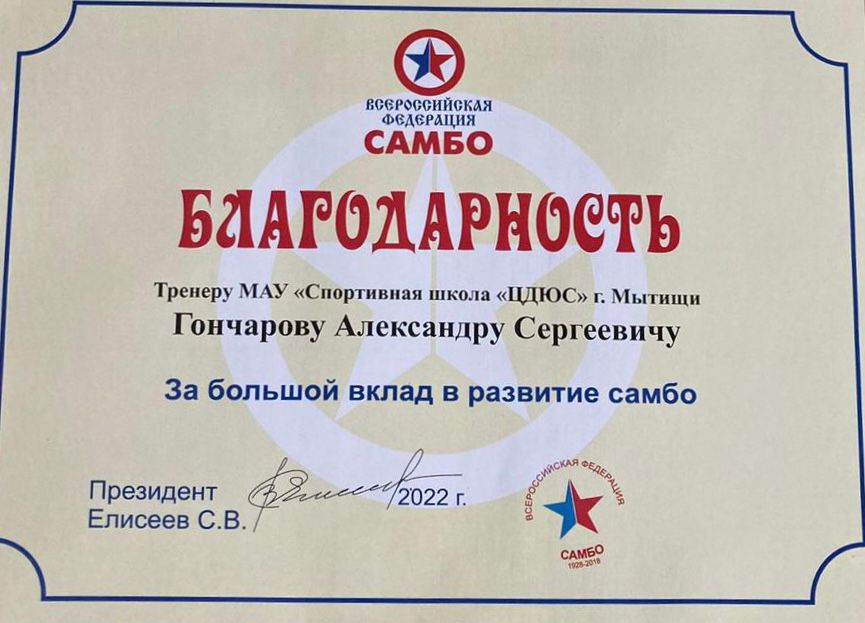 ВСЕРОССИЙСКАЯ
ФЕДЕРАЦИЯ
САМБО
БЛАГОДАРНОСТЬ
Тренеру МАУ «Спортивная школа «ЦДЮС» г. Мытищи
Гончарову Александру Сергеевичу
За большой вклад в развитие самбо
Президент
Елисеев С.В.
2022 г.
ВСЕРОССИЙСКАЯ ФЕДЕРАЦИЯ
САМБО
1928-2018